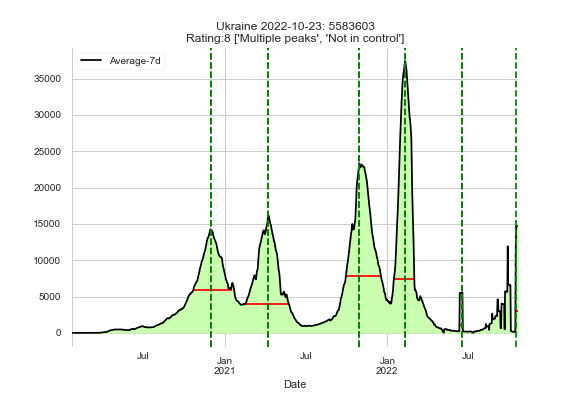 Ukraine 2022-10-23: 5583603
Rating:8 ['Multiple peaks', 'Not in control']
Average-7d
35000
30000
25000
20000
15000
10000
5000
0
Jul Jan Jul Jan Jul
2021 2022
Date